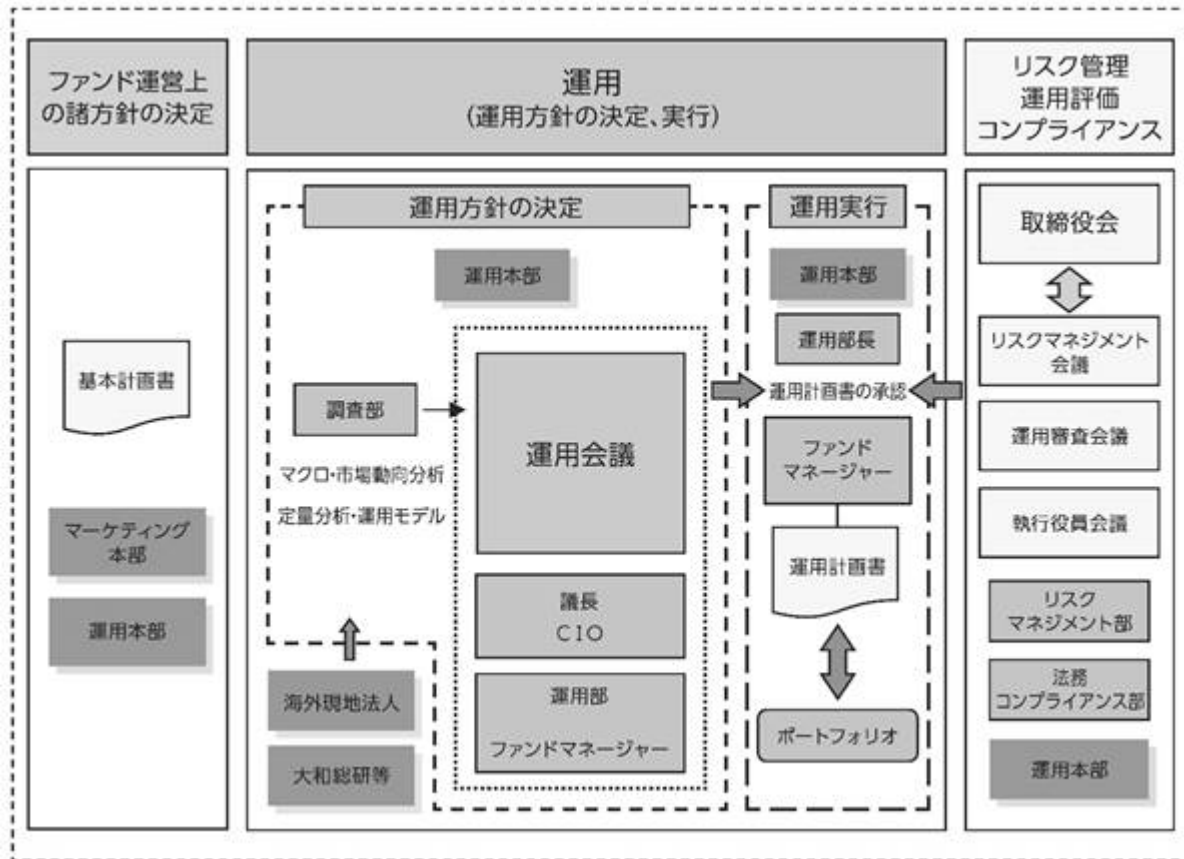 ファンド運営上
の諸方針の決定
運用
(運用方針の決定、実行)
リスク管理
運用評価
コンプライアンス
基本計画書
マーケティング
本部
運用本部
運用方針の決定
運用本部
調査部
マクロ・市場動向分析
定量分析・運用モデル
運用会議
議長
CIO
運用部
ファンドマネージャー
海外現地法人
大和総研等
運用実行
運用本部
運用部長
運用計画書の承認
ファンド
マネージャー
運用計画書
ポートフォリオ
取締役会
リスクマネジメント
会議
運用審査会議
執行役員会議
リスク
マネジメント部
法務
コンプライアンス部
運用本部